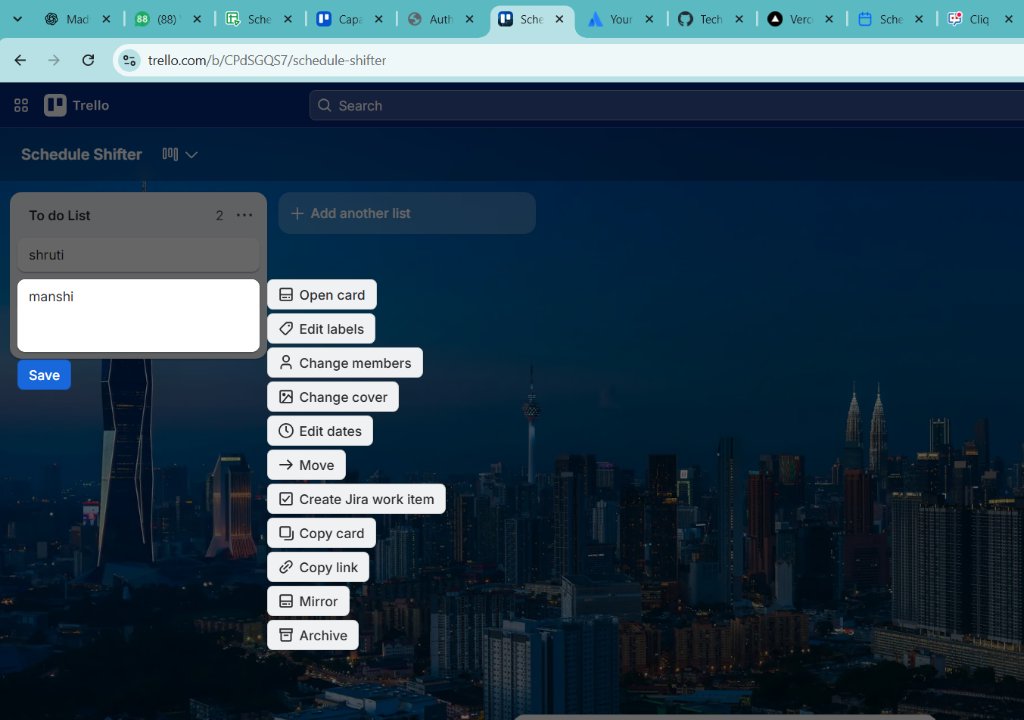 Mad
88
(88)
Sche
Capa
Auth
Sche
Your
Tech
Verc
Sche
Cliq
trello.com/b/CPdSGQS7/schedule-shifter
Trello
Search
Schedule Shifter
To do List 2
Add another list
shruti
manshi
Save
Open card
Edit labels
Change members
Change cover
Edit dates
Move
Create Jira work item
Copy card
Copy link
Mirror
Archive